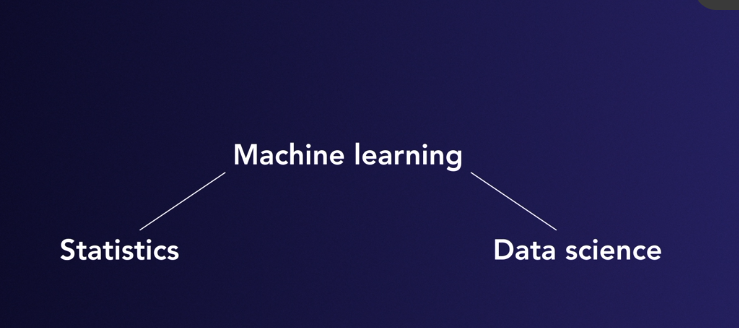 Machine learning
Statistics
Data science